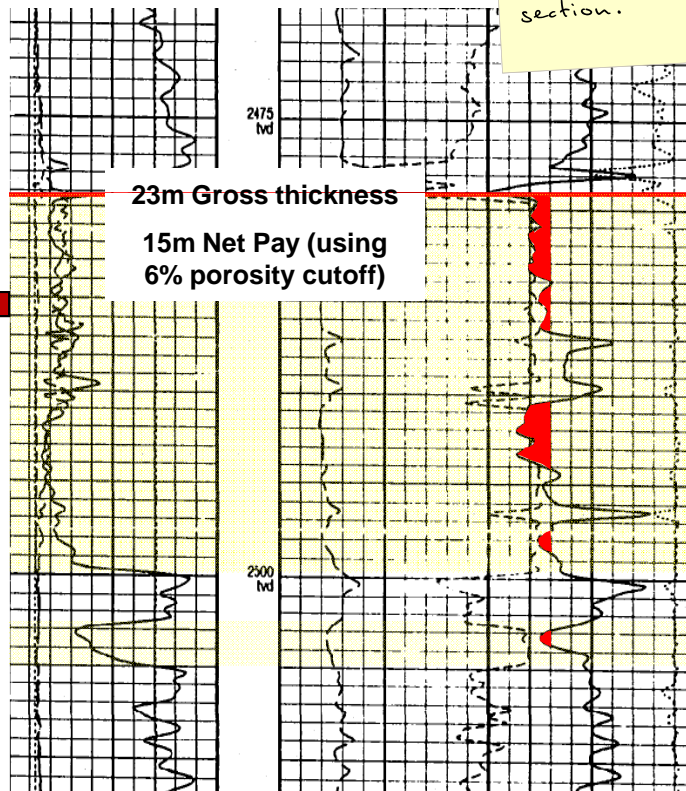 section.
2475
tvd
23m Gross thickness
15m Net Pay (using
6% porosity cutoff)
2500
tvd